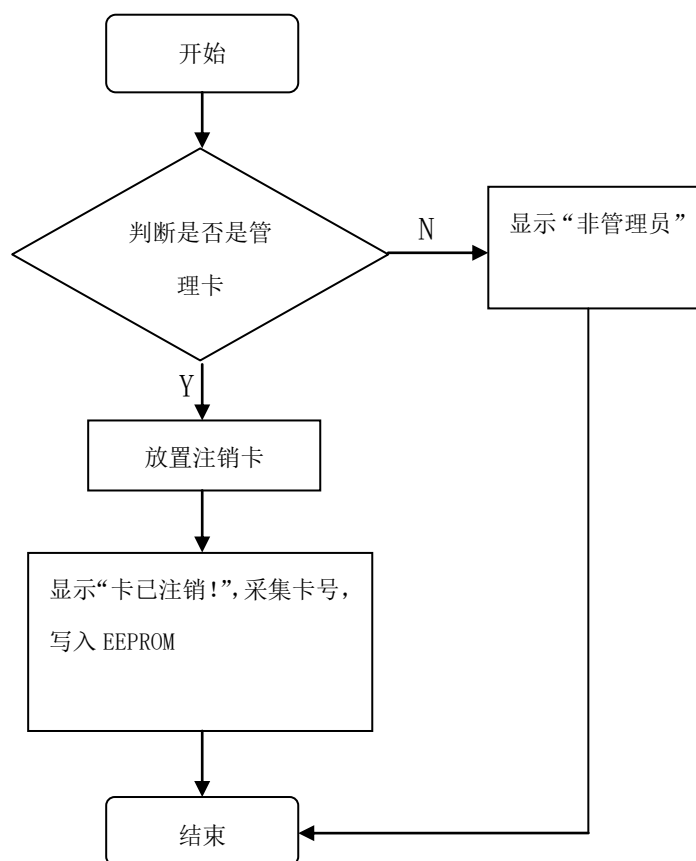 开始
判断是否是管
理卡
N
显示“非管理员”
Y
放置注销卡
显示“卡已注销!”,采集卡号,
写入 EEPROM
结束